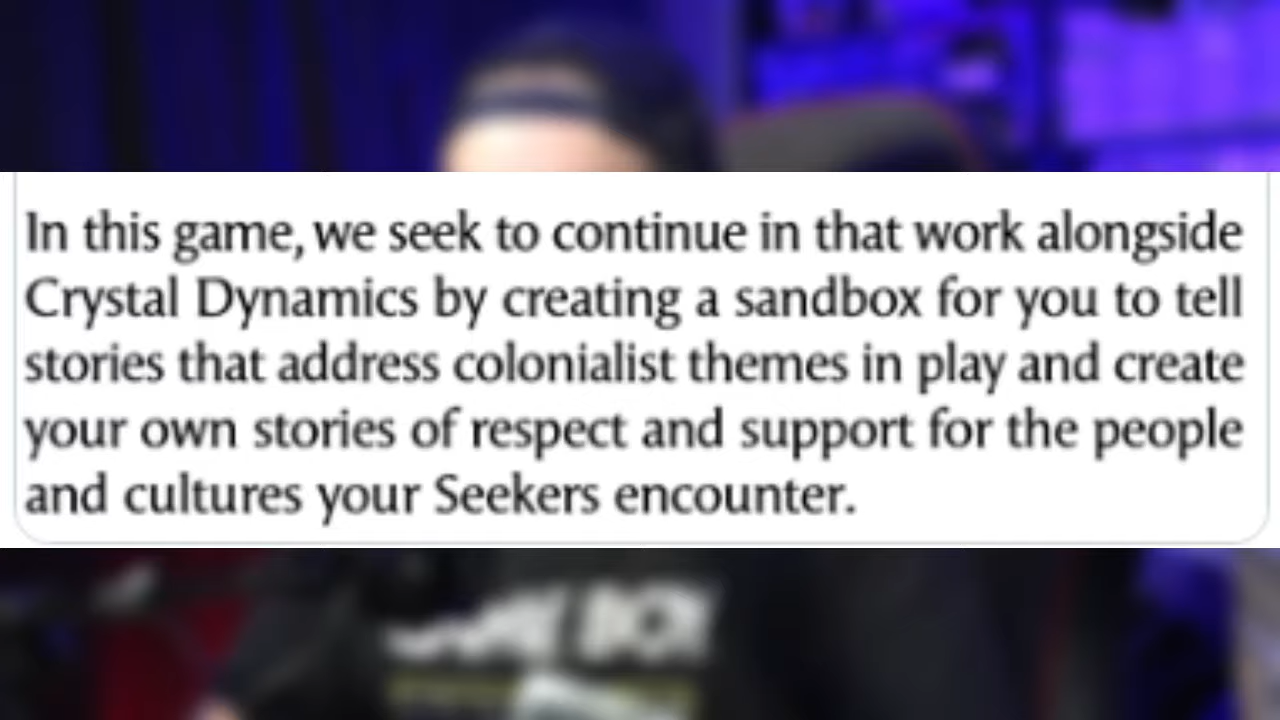 In this game, we seek to continue in that work alongside
Crystal Dynamics by creating a sandbox for you to tell
stories that address colonialist themes in play and create
your own stories of respect and support for the people
and cultures your Seekers encounter.